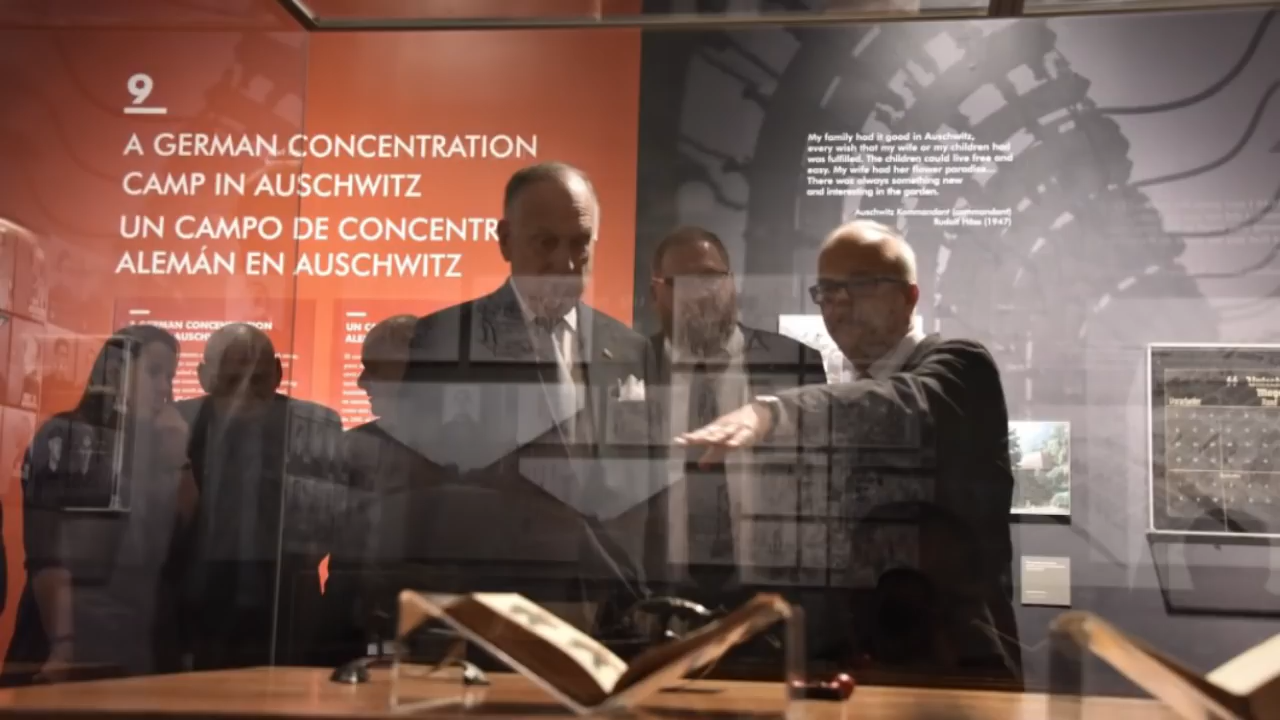 9
A GERMAN CONCENTRATION
CAMP IN AUSCHWITZ
UN CAMPO DE CONCENTR
ALEMÁN EN AUSCHWITZ
My family had it good in Auschwitz,
every wish that my wife or my children had
was fulfilled. The children could live free and
easy. My wife had her flower paradise...
There was always something new
and interesting in the garden.
Auschwitz Kommandant (commandant)
Rudolf Höss (1947)